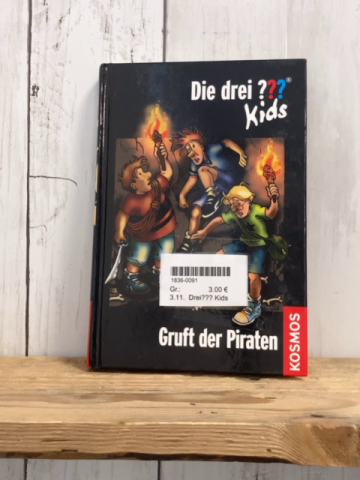 Die drei ???®
Kids
1836-0091
Gr.: 3.00 €
3.11. Drei??? Kids
Gruft der Piraten
KOSMOS